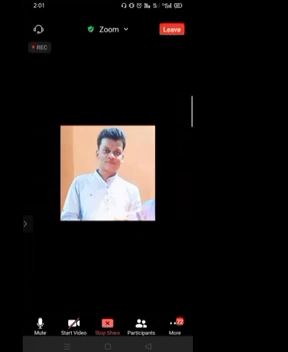 2:01
Zoom
Leave
REC
Mute
Start Video
Stop Share
Participants
More